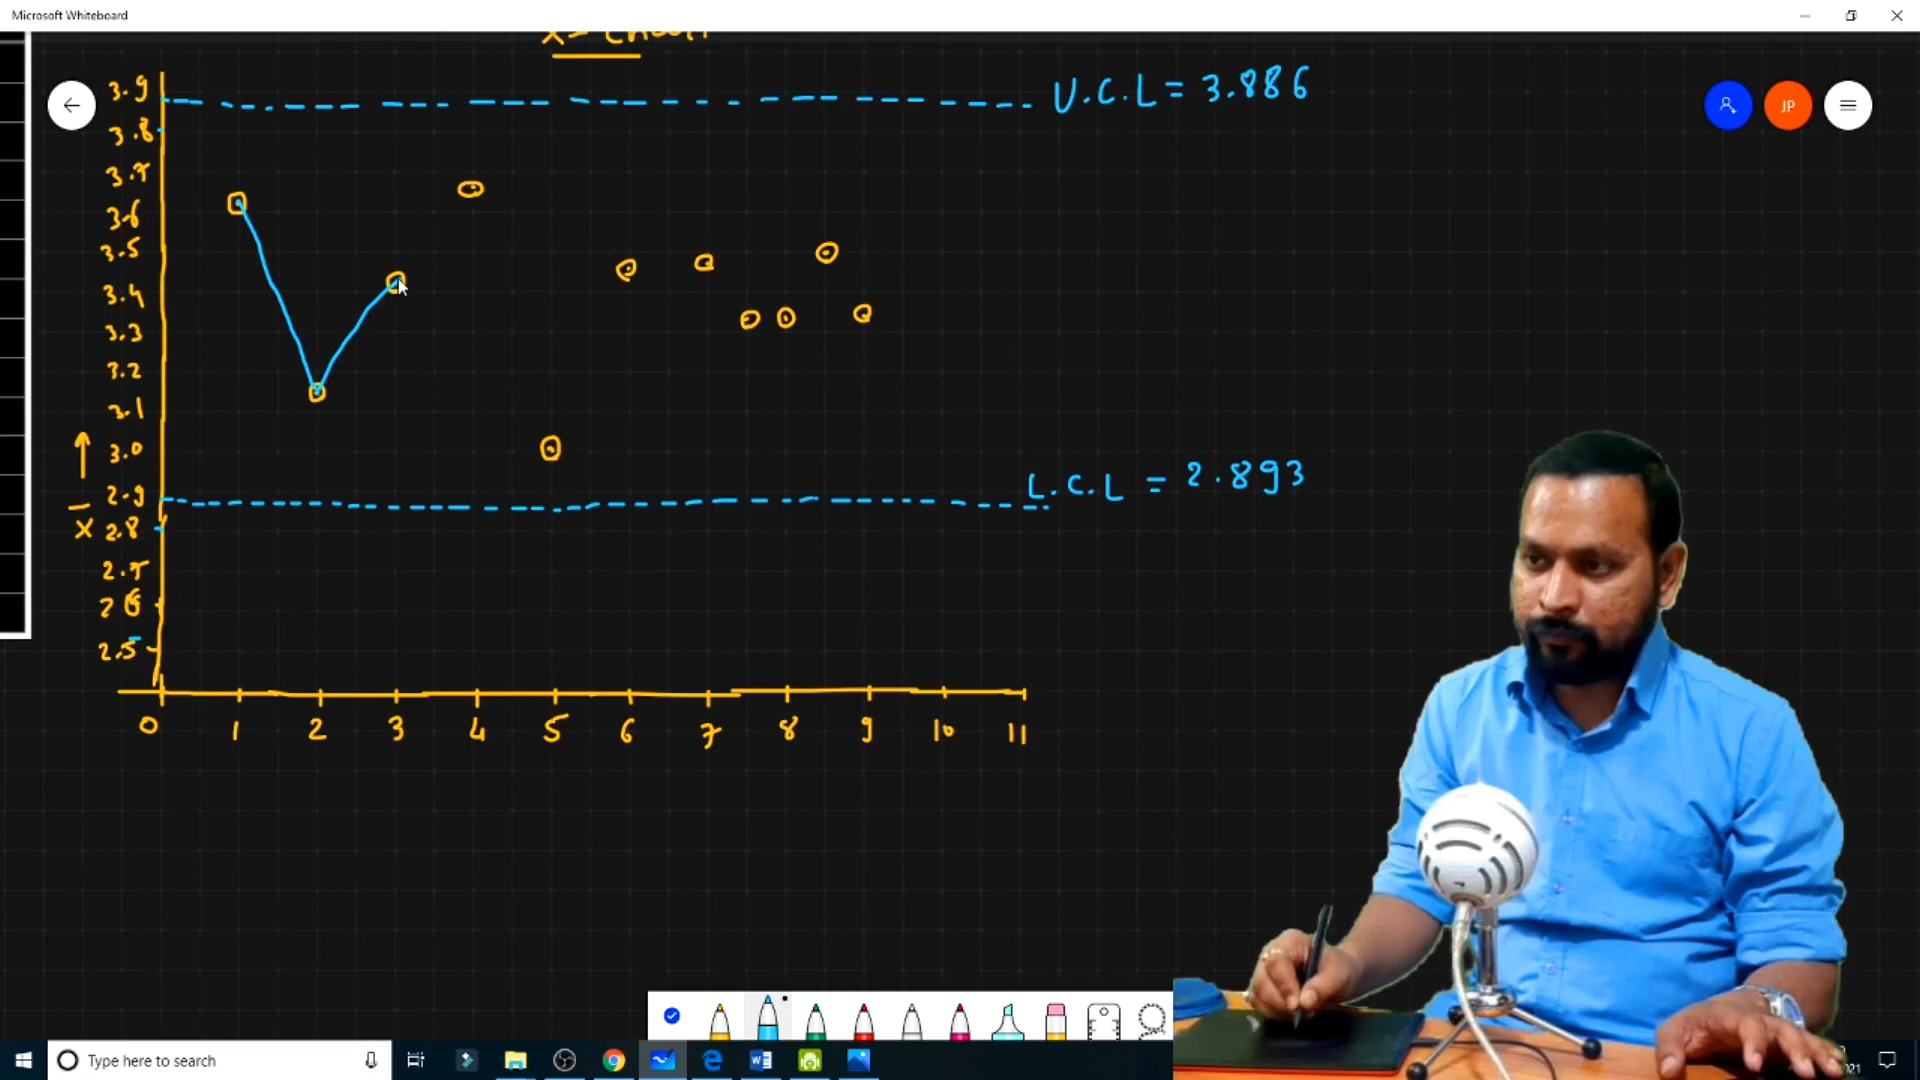 Microsoft Whiteboard
3.9
U.C.L = 3.886
JP
3.8
3.7
3.6
3.5
3.4
3.3
3.2
3.1
3.0
2.9
L.C.L = 2.893
X
2.8
2.7
2.6
2.5
0 1 2 3 4 5 6 7 8 9 10 11
Type here to search